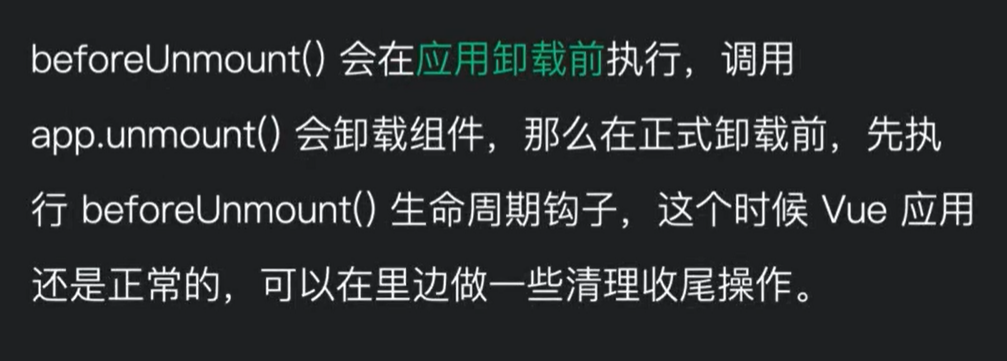 beforeUnmount() 会在应用卸载前执行，调用
app.unmount() 会卸载组件，那么在正式卸载前，先执
行 beforeUnmount() 生命周期钩子，这个时候 Vue 应用
还是正常的，可以在里边做一些清理收尾操作。